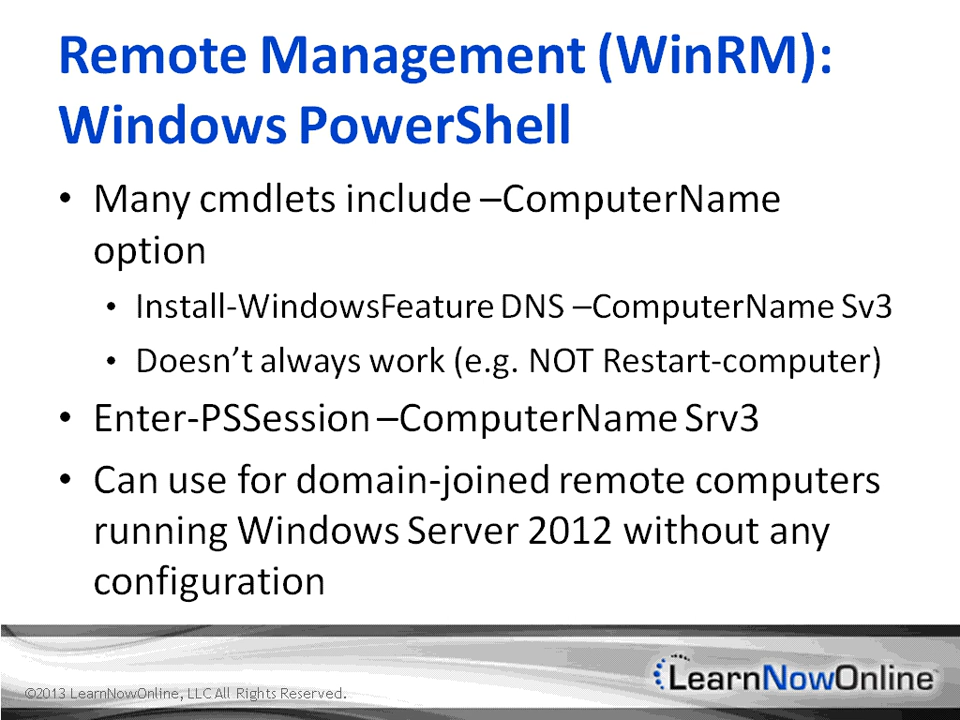 Remote Management (WinRM):
Windows PowerShell
• Many cmdlets include –ComputerName
option
• Install-WindowsFeature DNS –ComputerName Sv3
• Doesn't always work (e.g. NOT Restart-computer)
• Enter-PSSession –ComputerName Srv3
• Can use for domain-joined remote computers
running Windows Server 2012 without any
configuration
©2013 LearnNowOnline, LLC All Rights Reserved.
LearnNowOnline